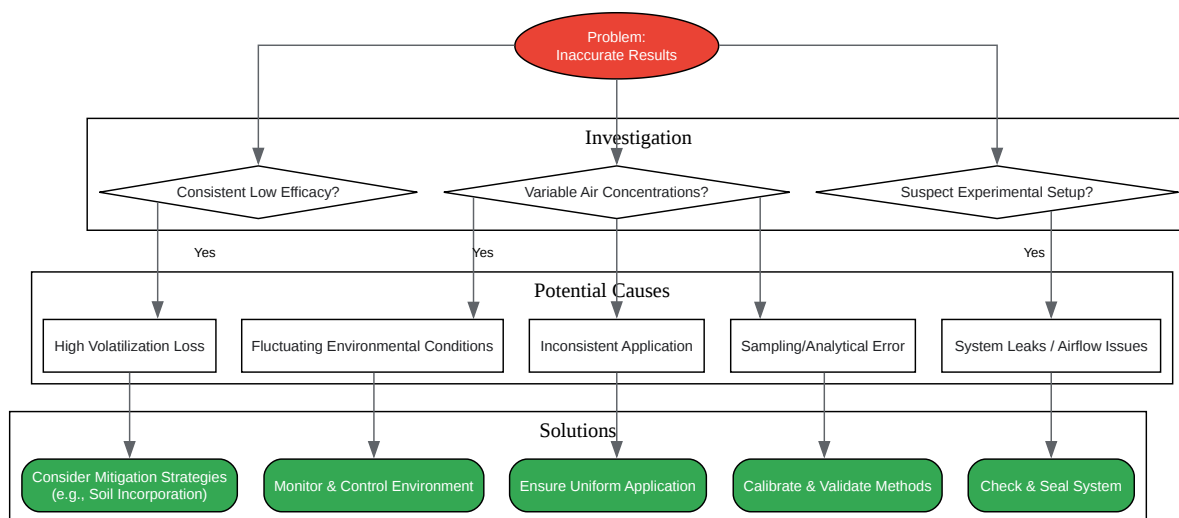 Problem:
Inaccurate Results
Investigation
Consistent Low Efficacy?
Variable Air Concentrations?
Suspect Experimental Setup?
Yes
Yes
Yes
Potential Causes
High Volatilization Loss
Fluctuating Environmental Conditions
Inconsistent Application
Sampling/Analytical Error
System Leaks / Airflow Issues
Solutions
Consider Mitigation Strategies
(e.g., Soil Incorporation)
Monitor & Control Environment
Ensure Uniform Application
Calibrate & Validate Methods
Check & Seal System